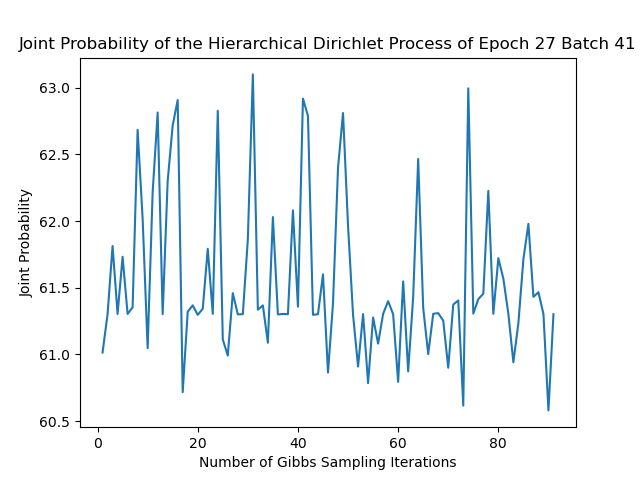 Joint Probability of the Hierarchical Dirichlet Process of Epoch 27 Batch 41
63.0
62.5
62.0
61.5
61.0
60.5
Joint Probability
0 20 40 60 80
Number of Gibbs Sampling Iterations